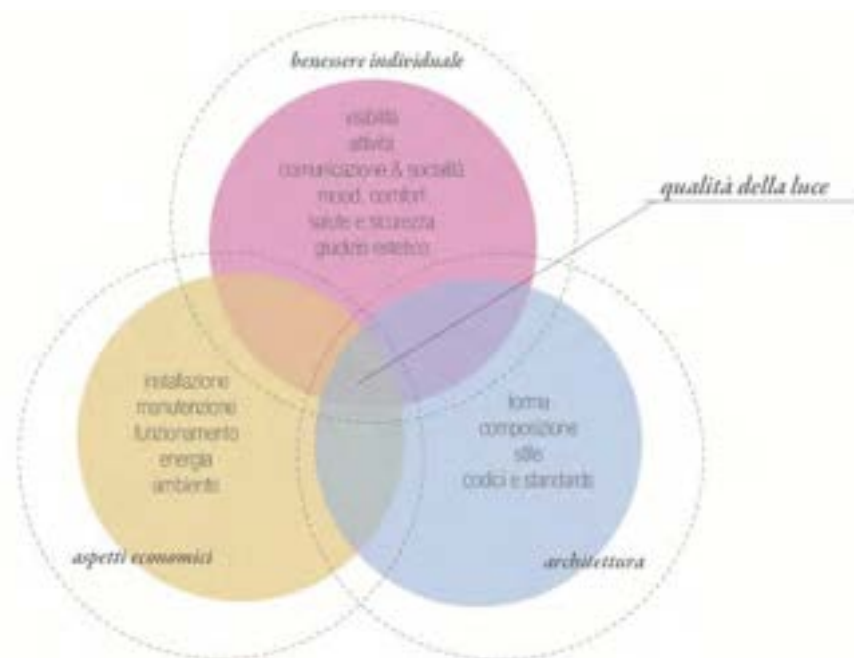 benessere individuale
visibilità
attività
comunicazione & socialità
mood, comfort
salute e sicurezza
giudizio estetico
qualità della luce
installazione
manutenzione
funzionamento
energia
ambiente
forma
composizione
stile
codici e standards
aspetti economici
architettura